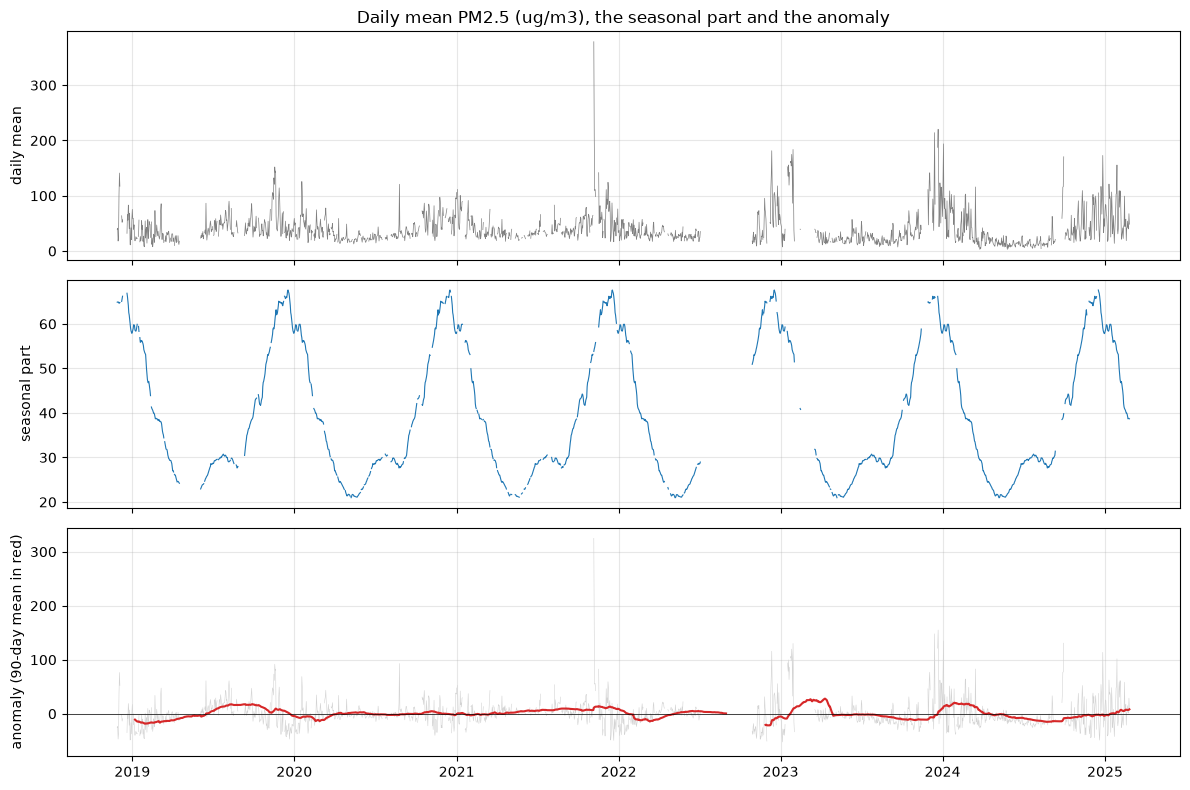 Daily mean PM2.5 (ug/m3), the seasonal part and the anomaly
daily mean
300
200
100
0
seasonal part
60
50
40
30
20
anomaly (90-day mean in red)
300
200
100
0
2019 2020 2021 2022 2023 2024 2025